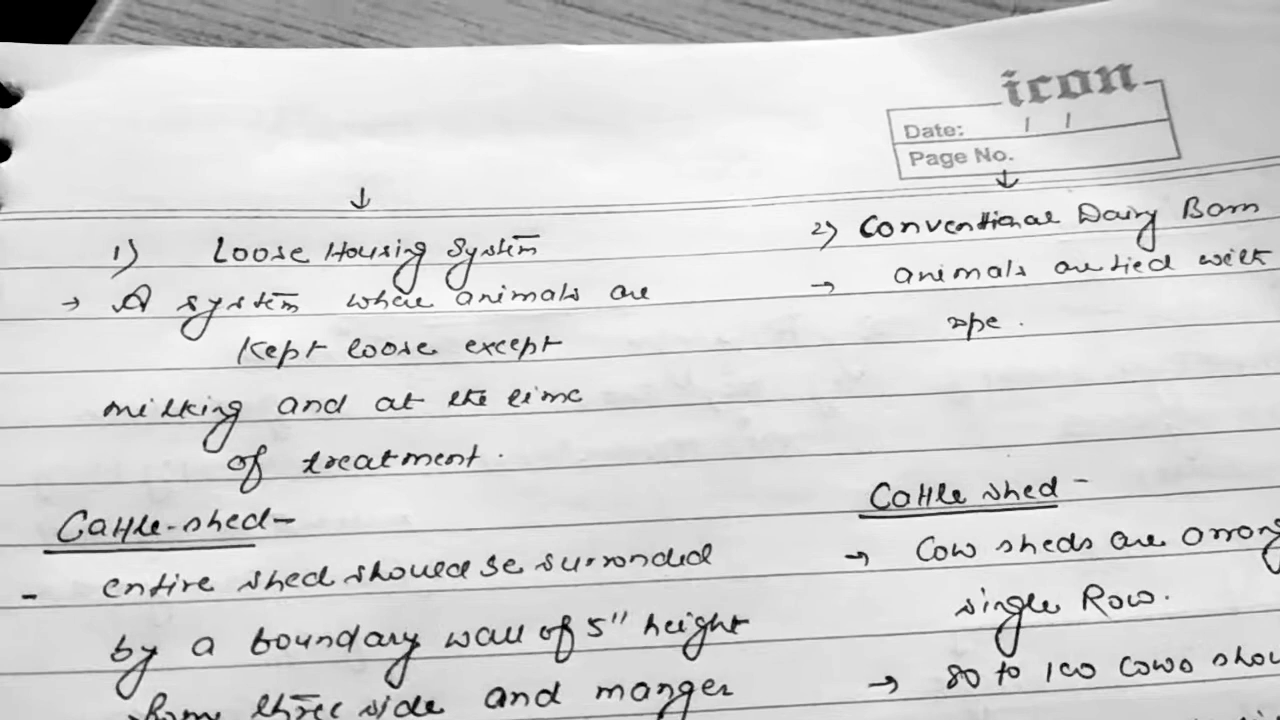 icon
Date: / /
Page No.
↓
↓
1) Loose Housing System
→ A system where animals are
kept loose except
milking and at the time
of treatment.
Cattle-shed-
- entire shed should be surronded
by a boundary wall of 5" height
from three side and manger
2) Conventional Dairy Barn
→ animals are tied with
rope.
Cattle shed -
→ Cow sheds are arrang
single Row.
→ 80 to 100 cows shou